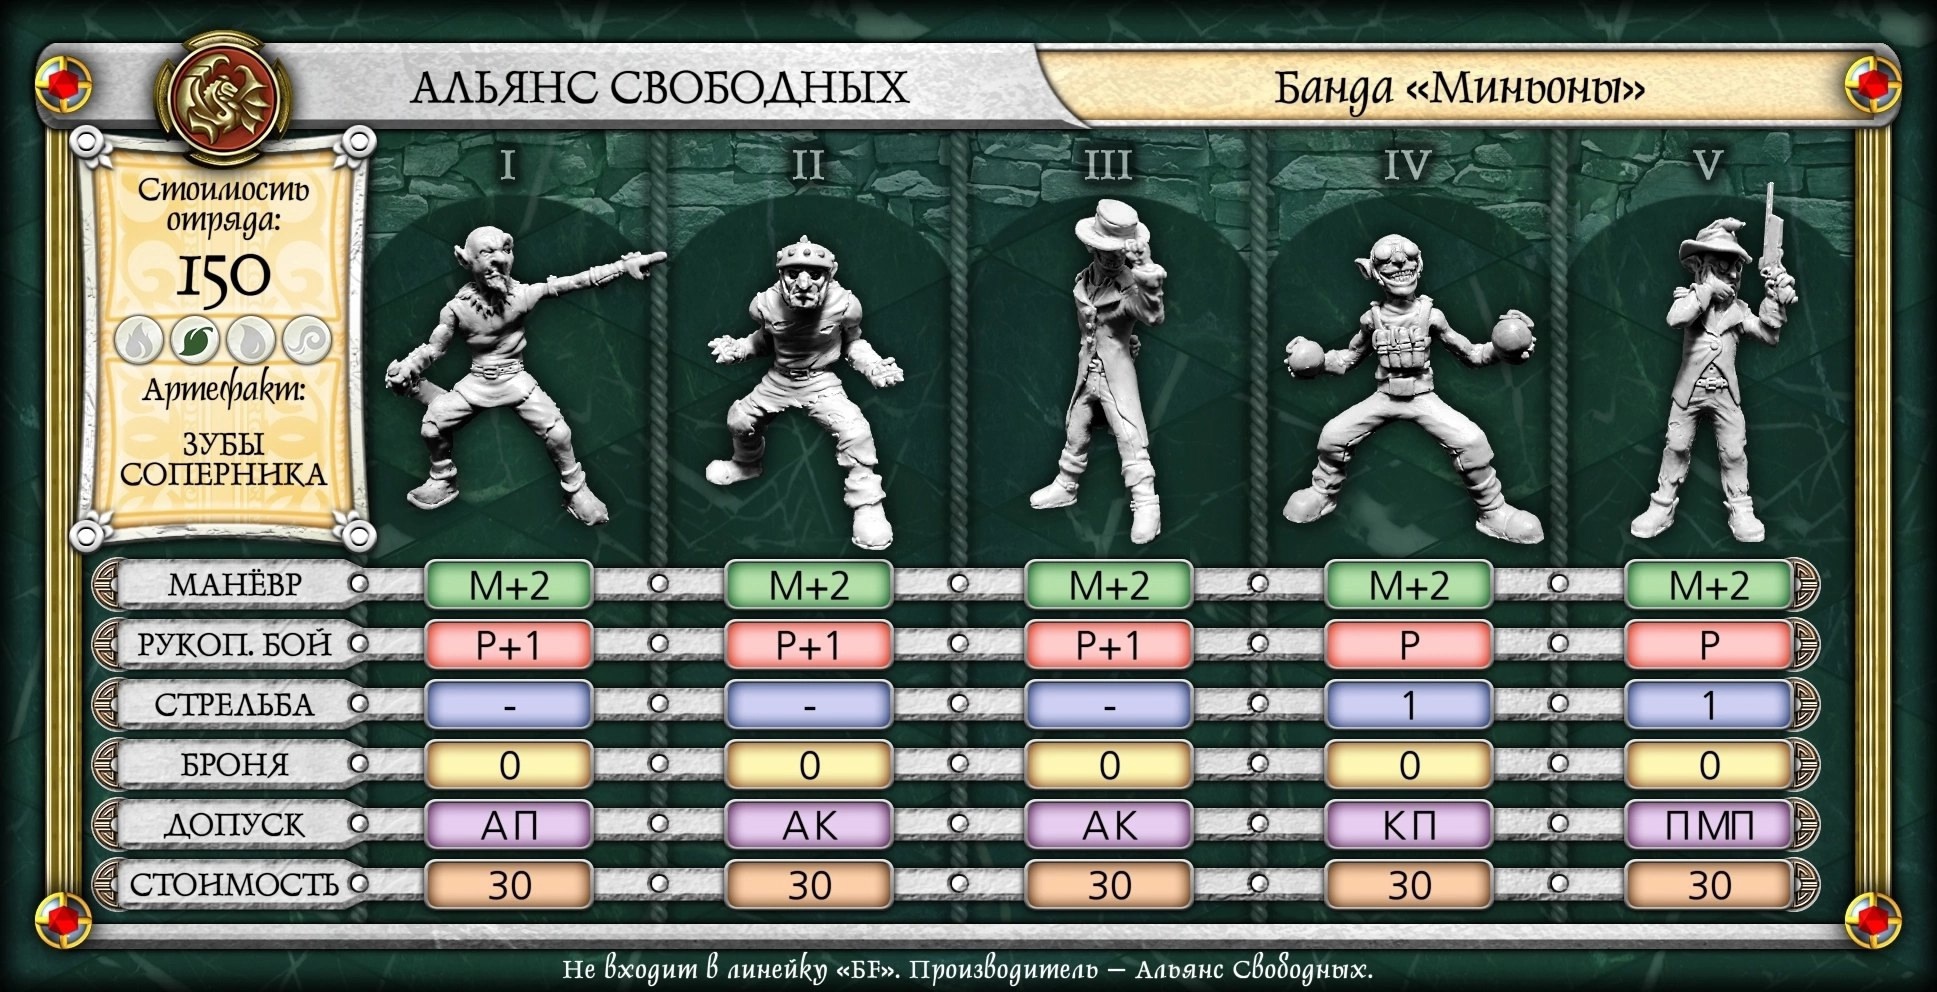 АЛЬЯНС СВОБОДНЫХ
Банда «Миньоны»
Стоимость
отряда:
150
Артефакт:
ЗУБЫ
СОПЕРНИКА
I II III IV V
МАНЁВР М+2 М+2 М+2 М+2 М+2
РУКОП. БОЙ Р+1 Р+1 Р+1 Р Р
СТРЕЛЬБА - - - 1 1
БРОНЯ 0 0 0 0 0
ДОПУСК АП АК АК КП ПМП
СТОИМОСТЬ 30 30 30 30 30
Не входит в линейку «БF». Производитель – Альянс Свободных.